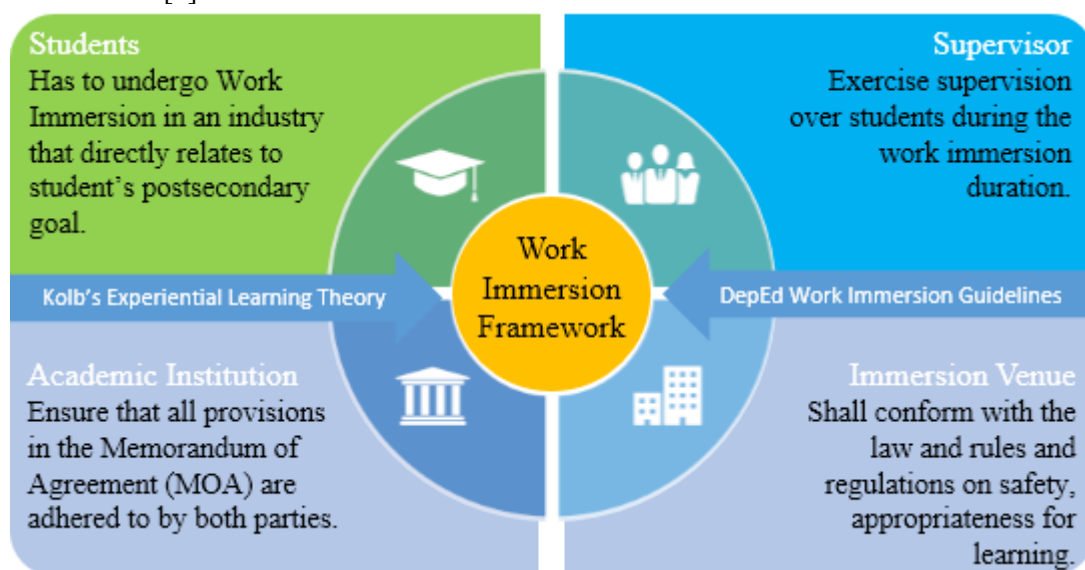 Students
Has to undergo Work
Immersion in an industry
that directly relates to
student's postsecondary
goal.
Supervisor
Exercise supervision
over students during the
work immersion
duration.
Kolb's Experiential Learning Theory
Work
Immersion
Framework
DepEd Work Immersion Guidelines
Academic Institution
Ensure that all provisions
in the Memorandum of
Agreement (MOA) are
adhered to by both parties.
Immersion Venue
Shall conform with the
law and rules and
regulations on safety,
appropriateness for
learning.